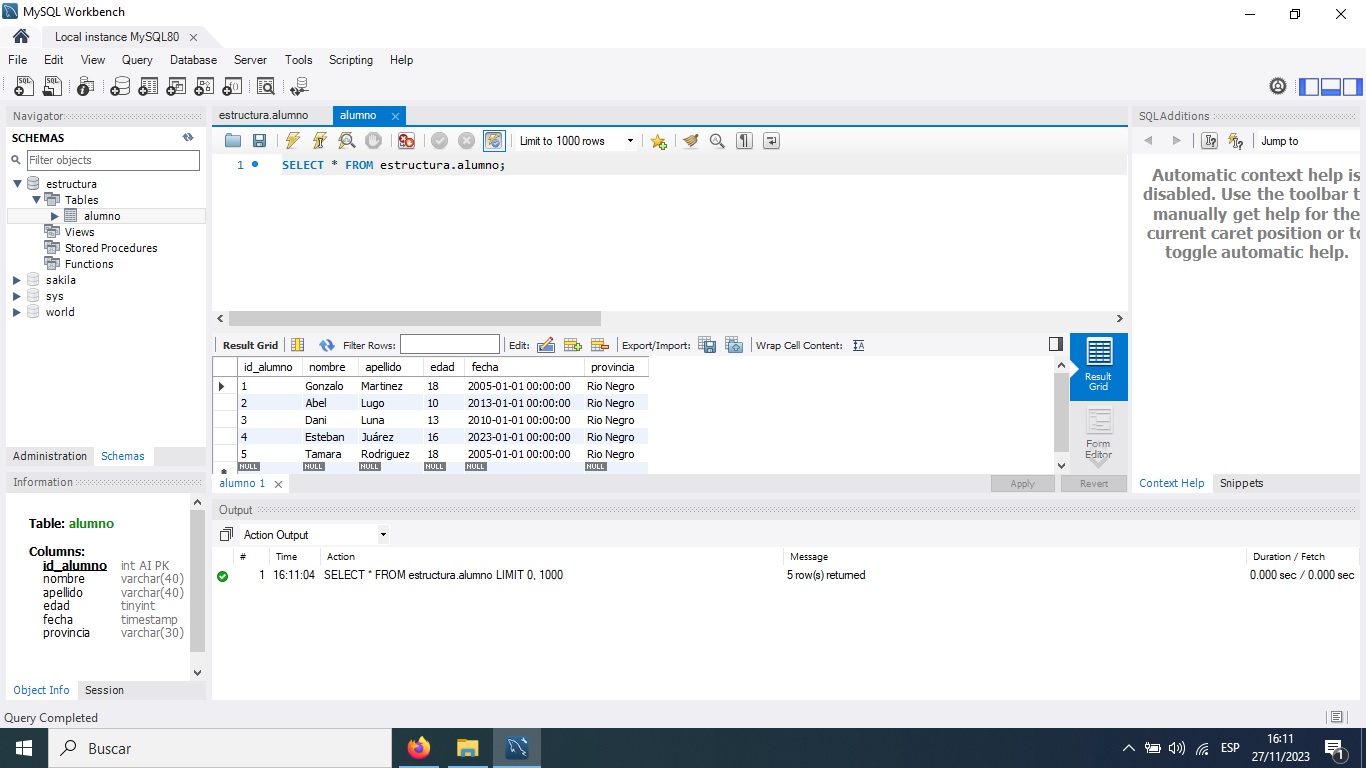 MySQL Workbench
Local instance MySQL80
File Edit View Query Database Server Tools Scripting Help
Navigator
SCHEMAS
Filter objects
estructura
Tables
alumno
Views
Stored Procedures
Functions
sakila
sys
world
Administration Schemas
Information
Table: alumno
Columns:
id_alumno int AI PK
nombre varchar(40)
apellido varchar(40)
edad tinyint
fecha timestamp
provincia varchar(30)
Object Info Session
estructura.alumno alumno
Limit to 1000 rows
1 SELECT * FROM estructura.alumno;
Result Grid Filter Rows: Edit: Export/Import: Wrap Cell Content:
id_alumno nombre apellido edad fecha provincia
1 Gonzalo Martinez 18 2005-01-01 00:00:00 Rio Negro
2 Abel Lugo 10 2013-01-01 00:00:00 Rio Negro
3 Dani Luna 13 2010-01-01 00:00:00 Rio Negro
4 Esteban Juárez 16 2023-01-01 00:00:00 Rio Negro
5 Tamara Rodriguez 18 2005-01-01 00:00:00 Rio Negro
NULL NULL NULL NULL NULL NULL
Result
Grid
Form
Editor
alumno 1 Apply Revert
SQLAdditions
Jump to
Automatic context help is
disabled. Use the toolbar t
manually get help for the
current caret position or to
toggle automatic help.
Context Help Snippets
Output
Action Output
# Time Action Message Duration / Fetch
1 16:11:04 SELECT * FROM estructura.alumno LIMIT 0, 1000 5 row(s) returned 0.000 sec / 0.000 sec
Query Completed
Buscar
ESP
16:11
27/11/2023
1